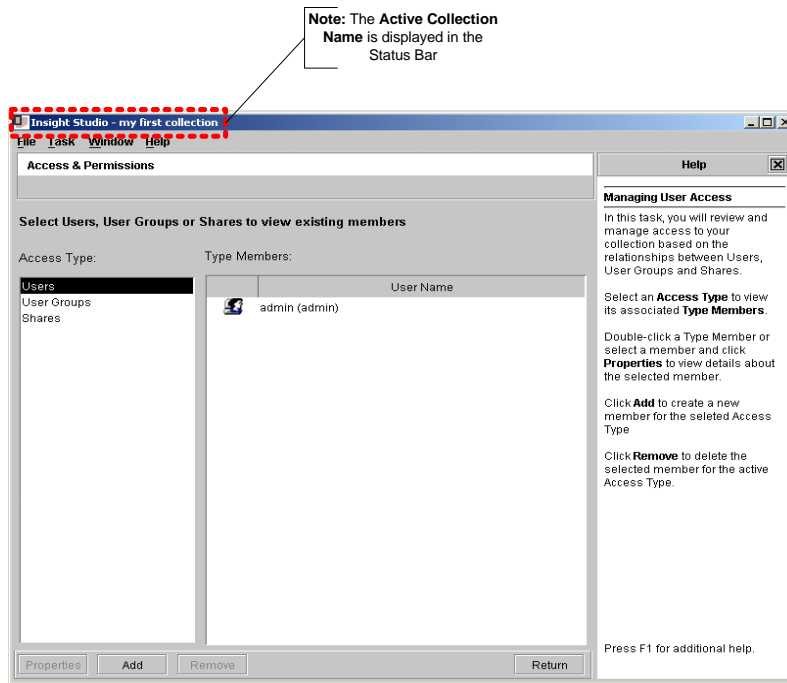 Note: The Active Collection
Name is displayed in the
Status Bar
Insight Studio - my first collection
File Task Window Help
Access & Permissions
Select Users, User Groups or Shares to view existing members
Access Type:
Type Members:
Users
User Groups
Shares
User Name
admin (admin)
Properties
Add
Remove
Return
Help
Managing User Access
In this task, you will review and
manage access to your
collection based on the
relationships between Users,
User Groups and Shares.
Select an Access Type to view
its associated Type Members.
Double-click a Type Member or
select a member and click
Properties to view details about
the selected member.
Click Add to create a new
member for the seleted Access
Type
Click Remove to delete the
selected member for the active
Access Type.
Press F1 for additional help.